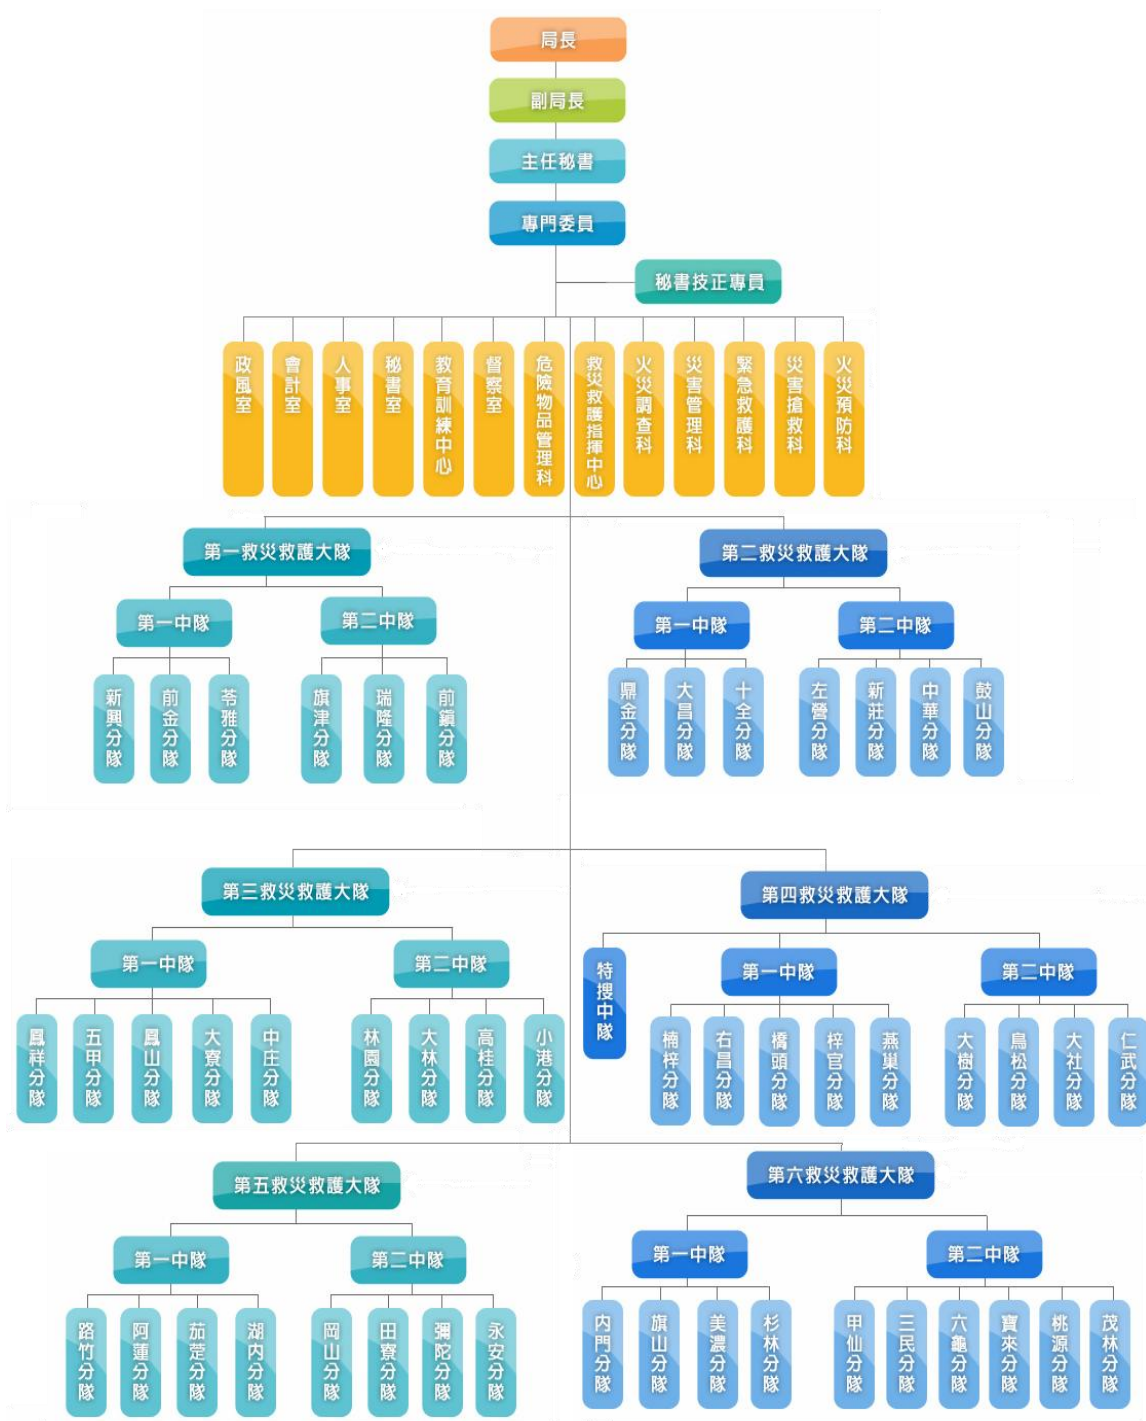 局長
副局長
主任秘書
專門委員
秘書技正專員
政風室
會計室
人事室
秘書室
教育訓練中心
督察室
危險物品管理科
救災救護指揮中心
火災調查科
災害管理科
緊急救護科
災害搶救科
火災預防科
第一救災救護大隊
第一中隊
新興分隊
前金分隊
苓雅分隊
第二中隊
旗津分隊
瑞隆分隊
前鎮分隊
第二救災救護大隊
第一中隊
鼎金分隊
大昌分隊
十全分隊
第二中隊
左營分隊
新莊分隊
中華分隊
鼓山分隊
第三救災救護大隊
第一中隊
鳳祥分隊
五甲分隊
鳳山分隊
大寮分隊
中庄分隊
第二中隊
林園分隊
大林分隊
高桂分隊
小港分隊
第四救災救護大隊
特搜中隊
第一中隊
楠梓分隊
右昌分隊
橋頭分隊
梓官分隊
燕巢分隊
第二中隊
大樹分隊
鳥松分隊
大社分隊
仁武分隊
第五救災救護大隊
第一中隊
路竹分隊
阿蓮分隊
茄萣分隊
湖內分隊
第二中隊
岡山分隊
田寮分隊
彌陀分隊
永安分隊
第六救災救護大隊
第一中隊
內門分隊
旗山分隊
美濃分隊
杉林分隊
第二中隊
甲仙分隊
三民分隊
六龜分隊
寶來分隊
桃源分隊
茂林分隊